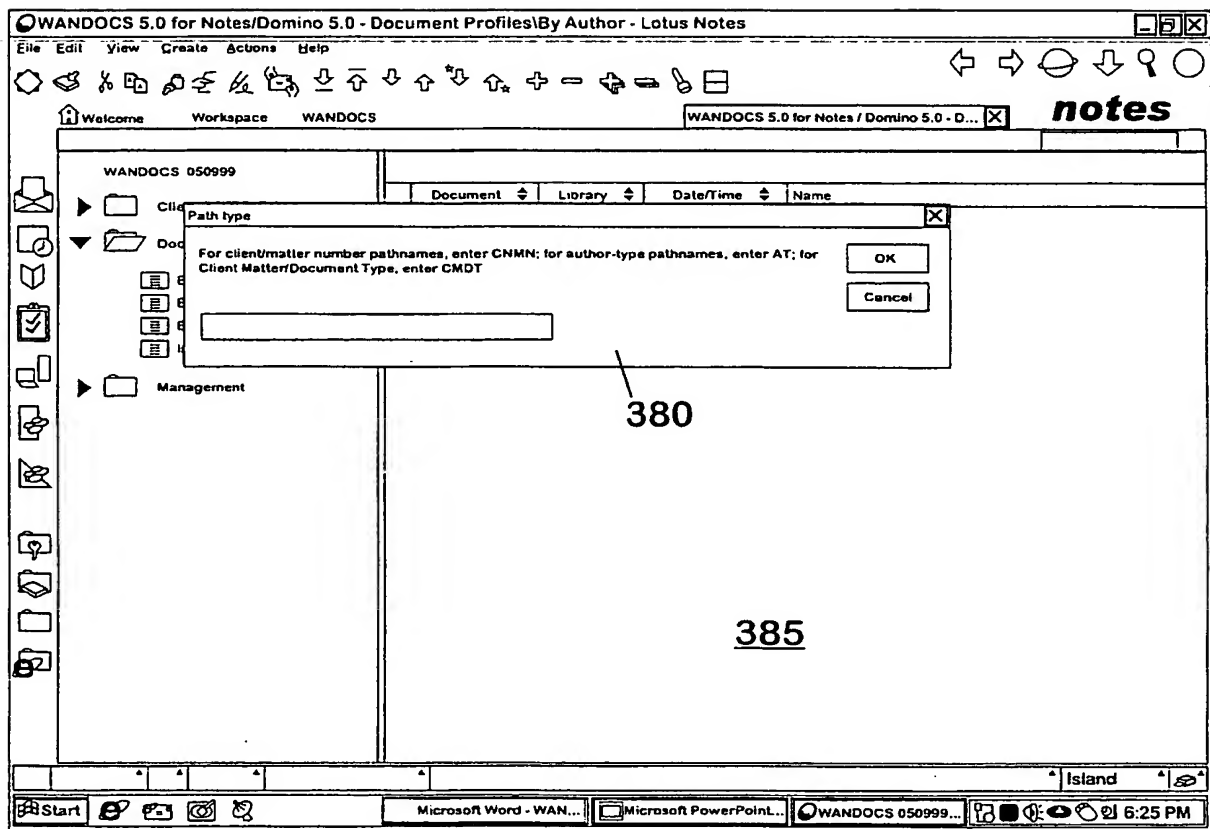 WANDOCS 5.0 for Notes/Domino 5.0 - Document Profiles\By Author - Lotus Notes
File Edit View Create Actions Help
Welcome Workspace WANDOCS WANDOCS 5.0 for Notes / Domino 5.0 - D... notes
WANDOCS 050999
Document Library Date/Time Name
Clie
Path type
Doc
For client/matter number pathnames, enter CNMN; for author-type pathnames, enter AT; for
Client Matter/Document Type, enter CMDT
OK
Cancel
Management
380
385
Island
Start Microsoft Word - WAN... Microsoft PowerPoint... WANDOCS 050999... 6:25 PM